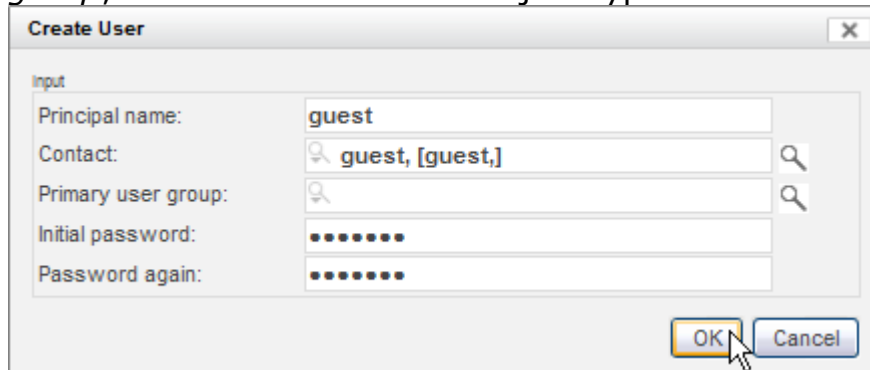 Create User
Input
Principal name: guest
Contact: guest, [guest,]
Primary user group:
Initial password: •••••••
Password again: •••••••
OK Cancel